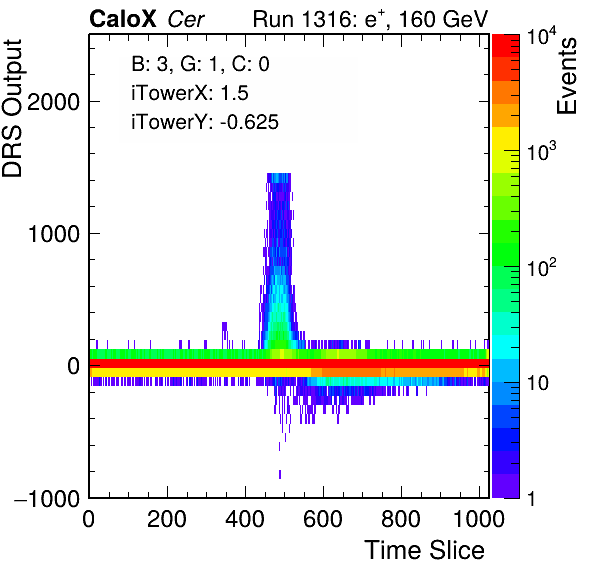 CaloX Cer Run 1316: e⁺, 160 GeV
B: 3, G: 1, C: 0
iTowerX: 1.5
iTowerY: -0.625
DRS Output
2000
1000
0
−1000
0 200 400 600 800 1000
Time Slice
Events
10⁴
10³
10²
10
1